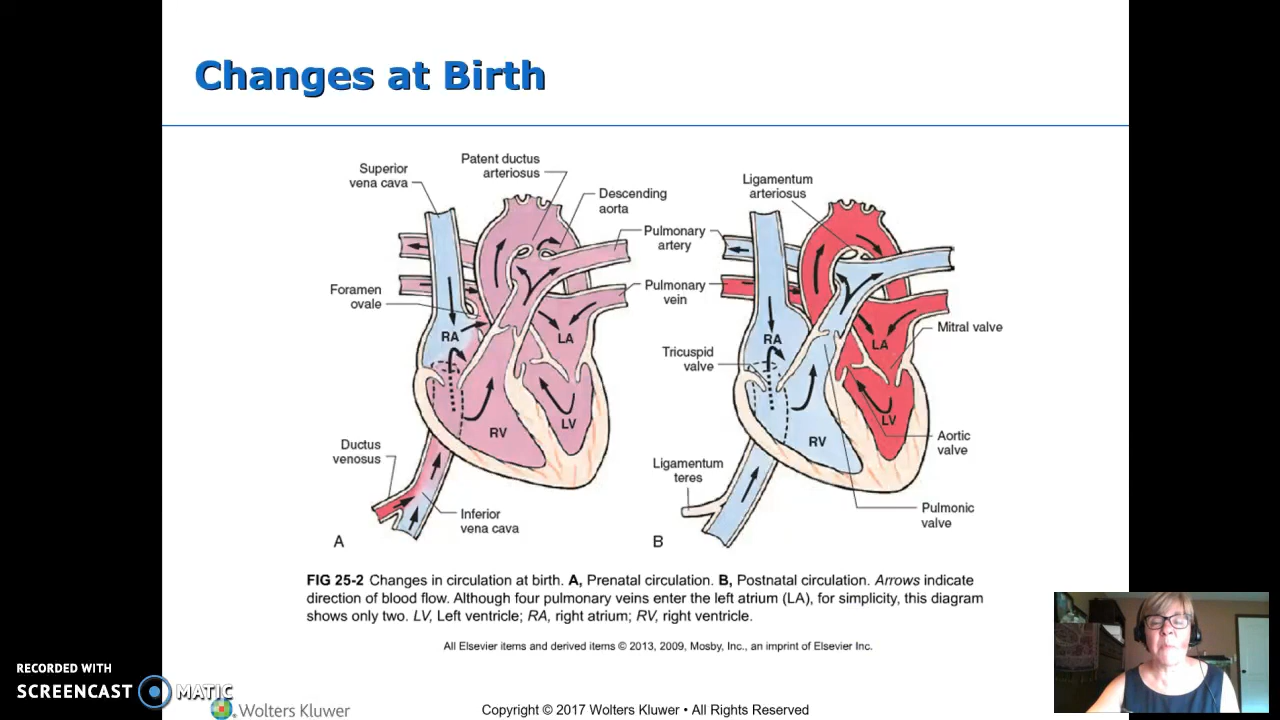 Changes at Birth
Superior
vena cava
Patent ductus
arteriosus
Descending
aorta
Pulmonary
artery
Pulmonary
vein
Foramen
ovale
RA
LA
RV
LV
Ductus
venosus
Inferior
vena cava
A
Ligamentum
arteriosus
Mitral valve
Tricuspid
valve
RA
LA
RV
LV
Aortic
valve
Ligamentum
teres
Pulmonic
valve
B
FIG 25-2 Changes in circulation at birth. A, Prenatal circulation. B, Postnatal circulation. Arrows indicate
direction of blood flow. Although four pulmonary veins enter the left atrium (LA), for simplicity, this diagram
shows only two. LV, Left ventricle; RA, right atrium; RV, right ventricle.
All Elsevier items and derived items © 2013, 2009, Mosby, Inc., an imprint of Elsevier Inc.
RECORDED WITH
SCREENCAST MATIC
Wolters Kluwer
Copyright © 2017 Wolters Kluwer • All Rights Reserved